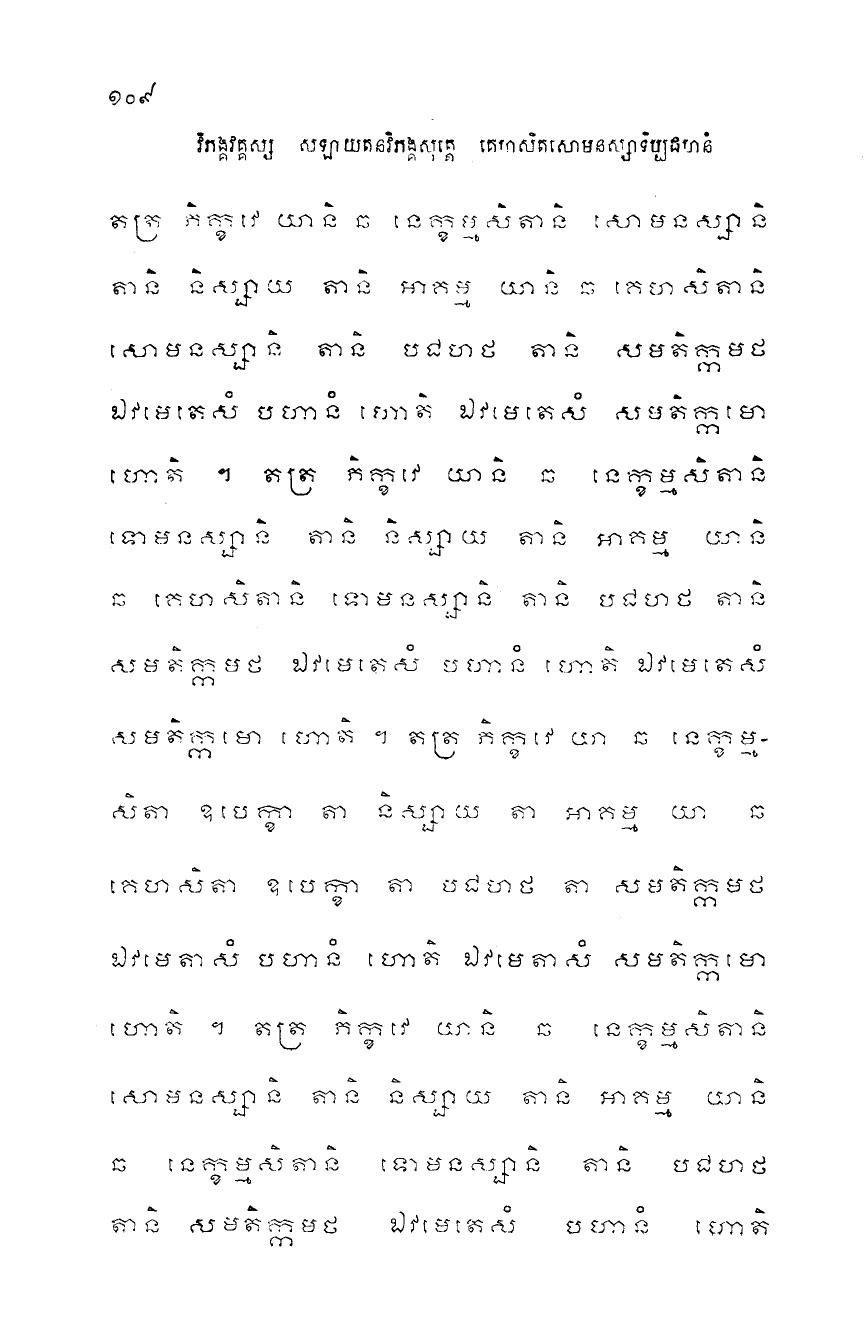 ១០៩
វិភង្គវគ្គស្ស សឡាយតនវិភង្គសុត្តេ គេហសិតសោមនស្សាទិប្បដហានំ
តត្រ ភិក្ខវេ យានិ ច នេក្ខម្មសិតានិ សោមនស្សានិ
តានិ និស្សាយ តានិ អាគម្ម យានិ ច គេហសិតានិ
សោមនស្សានិ តានិ បជហថ តានិ សមតិក្កមថ
ឯវមេតេសំ បហានំ ហោតិ ឯវមេតេសំ សមតិក្កមោ
ហោតិ ។ តត្រ ភិក្ខវេ យានិ ច នេក្ខម្មសិតានិ
ទោមនស្សានិ តានិ និស្សាយ តានិ អាគម្ម យានិ
ច គេហសិតានិ ទោមនស្សានិ តានិ បជហថ តានិ
សមតិក្កមថ ឯវមេតេសំ បហានំ ហោតិ ឯវមេតេសំ
សមតិក្កមោ ហោតិ ។ តត្រ ភិក្ខវេ យា ច នេក្ខម្ម-
សិតា ឧបេក្ខា តា និស្សាយ តា អាគម្ម យា ច
គេហសិតា ឧបេក្ខា តា បជហថ តា សមតិក្កមថ
ឯវមេតាសំ បហានំ ហោតិ ឯវមេតាសំ សមតិក្កមោ
ហោតិ ។ តត្រ ភិក្ខវេ យានិ ច នេក្ខម្មសិតានិ
សោមនស្សានិ តានិ និស្សាយ តានិ អាគម្ម យានិ
ច នេក្ខម្មសិតានិ ទោមនស្សានិ តានិ បជហថ
តានិ សមតិក្កមថ ឯវមេតេសំ បហានំ ហោតិ